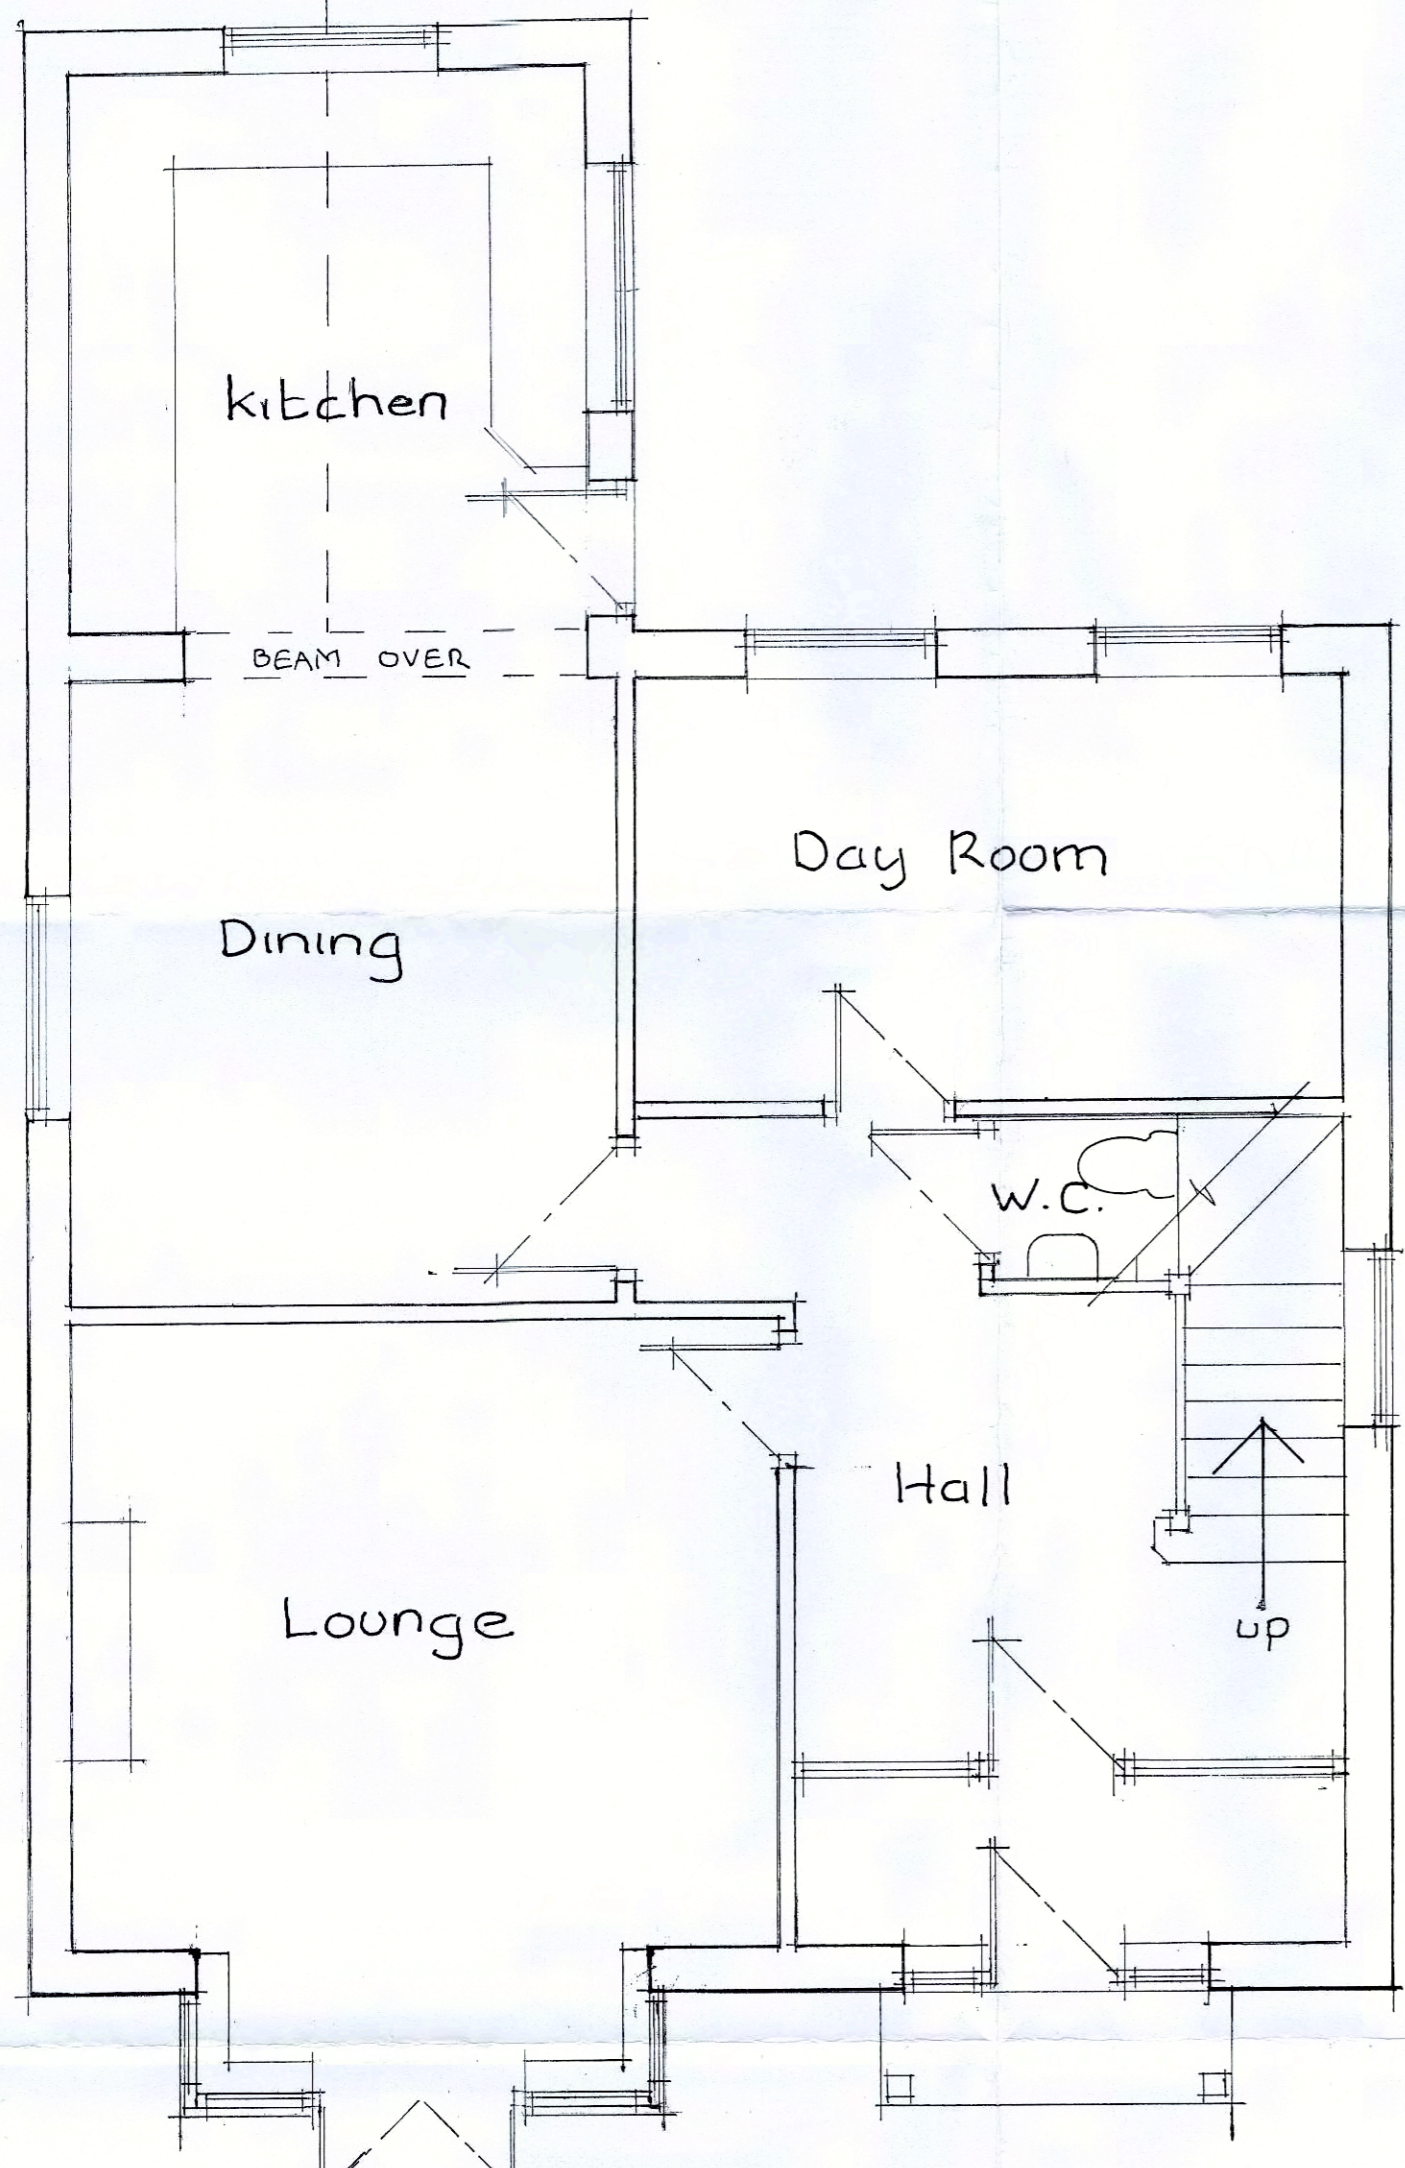 kitchen
BEAM OVER
Day Room
Dining
W.C.
Hall
Lounge
up